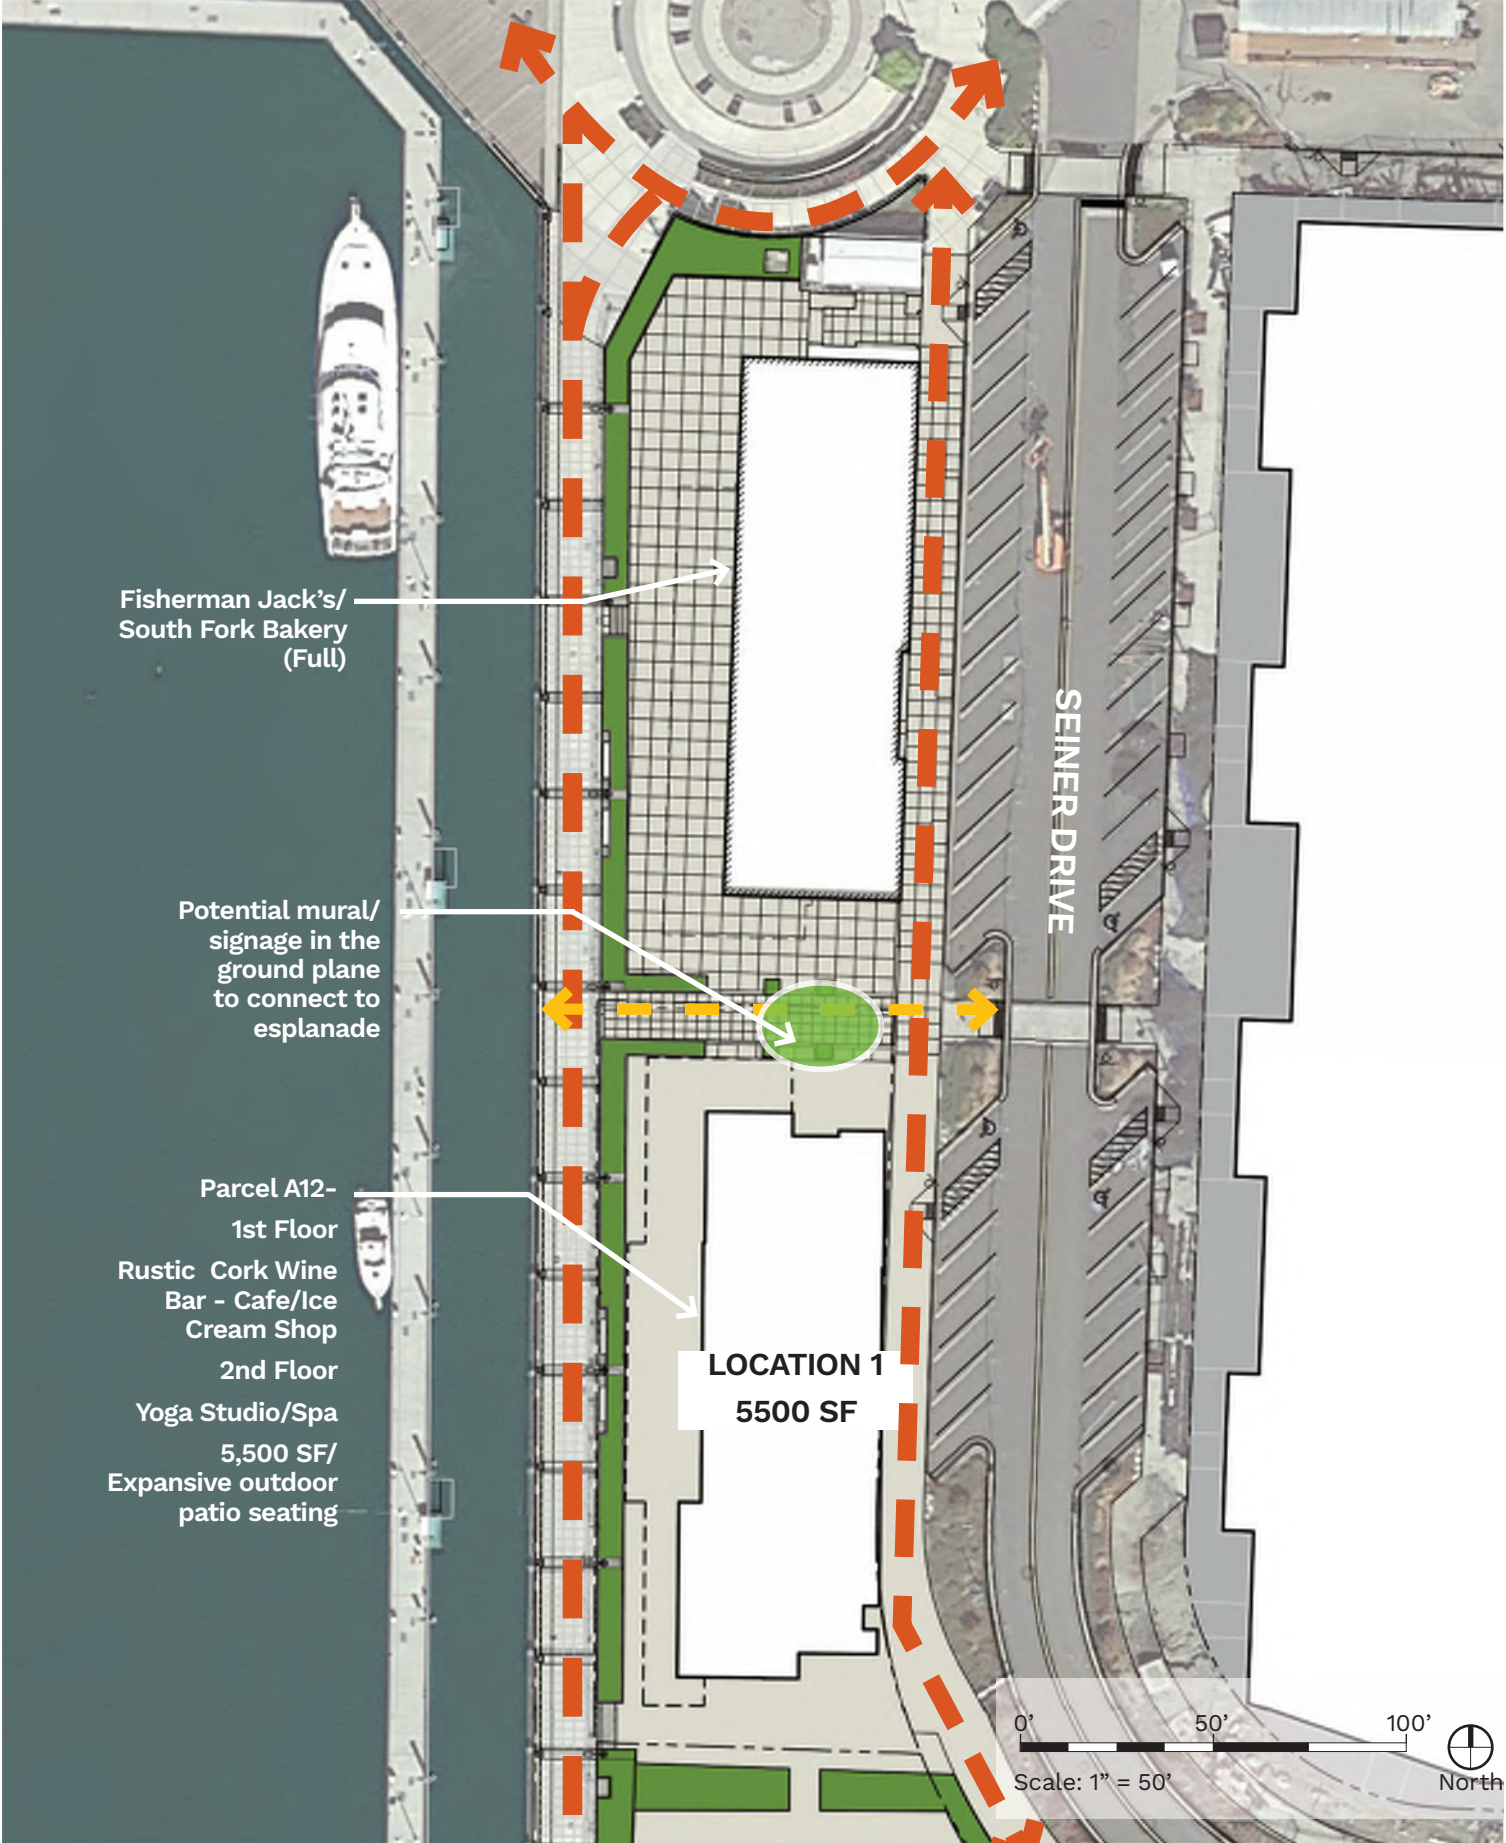 Fisherman Jack's/
South Fork Bakery
(Full)
SEINER DRIVE
Potential mural/
signage in the
ground plane
to connect to
esplanade
Parcel A12-
1st Floor
Rustic Cork Wine
Bar - Cafe/Ice
Cream Shop
2nd Floor
Yoga Studio/Spa
5,500 SF/
Expansive outdoor
patio seating
LOCATION 1
5500 SF
0' 50' 100'
Scale: 1" = 50'
North